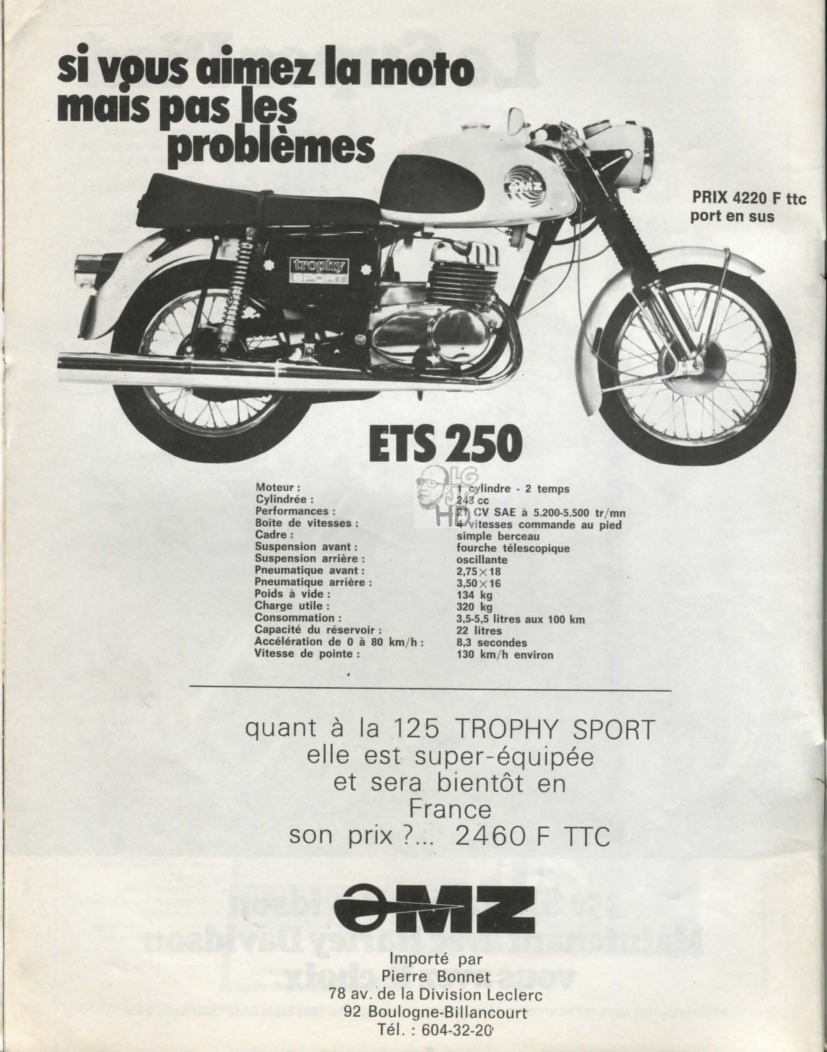 si vous aimez la moto
mais pas les
problèmes
MZ
PRIX 4220 F ttc
port en sus
trophy
SPORT
ETS 250
LG
HD
Moteur : 1 cylindre - 2 temps
Cylindrée : 243 cc
Performances : 21 CV SAE à 5.200-5.500 tr/mn
Boîte de vitesses : 4 vitesses commande au pied
Cadre : simple berceau
Suspension avant : fourche télescopique
Suspension arrière : oscillante
Pneumatique avant : 2,75×18
Pneumatique arrière : 3,50×16
Poids à vide : 134 kg
Charge utile : 320 kg
Consommation : 3,5-5,5 litres aux 100 km
Capacité du réservoir : 22 litres
Accélération de 0 à 80 km/h : 8,3 secondes
Vitesse de pointe : 130 km/h environ
quant à la 125 TROPHY SPORT
elle est super-équipée
et sera bientôt en
France
son prix ?... 2460 F TTC
MZ
Importé par
Pierre Bonnet
78 av. de la Division Leclerc
92 Boulogne-Billancourt
Tél. : 604-32-20